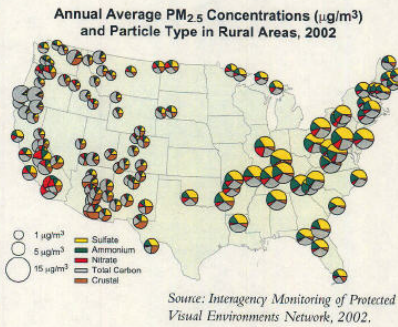 Annual Average PM2.5 Concentrations (µg/m³)
and Particle Type in Rural Areas, 2002
1 µg/m³
5 µg/m³
15 µg/m³
Sulfate
Ammonium
Nitrate
Total Carbon
Crustal
Source: Interagency Monitoring of Protected
Visual Environments Network, 2002.